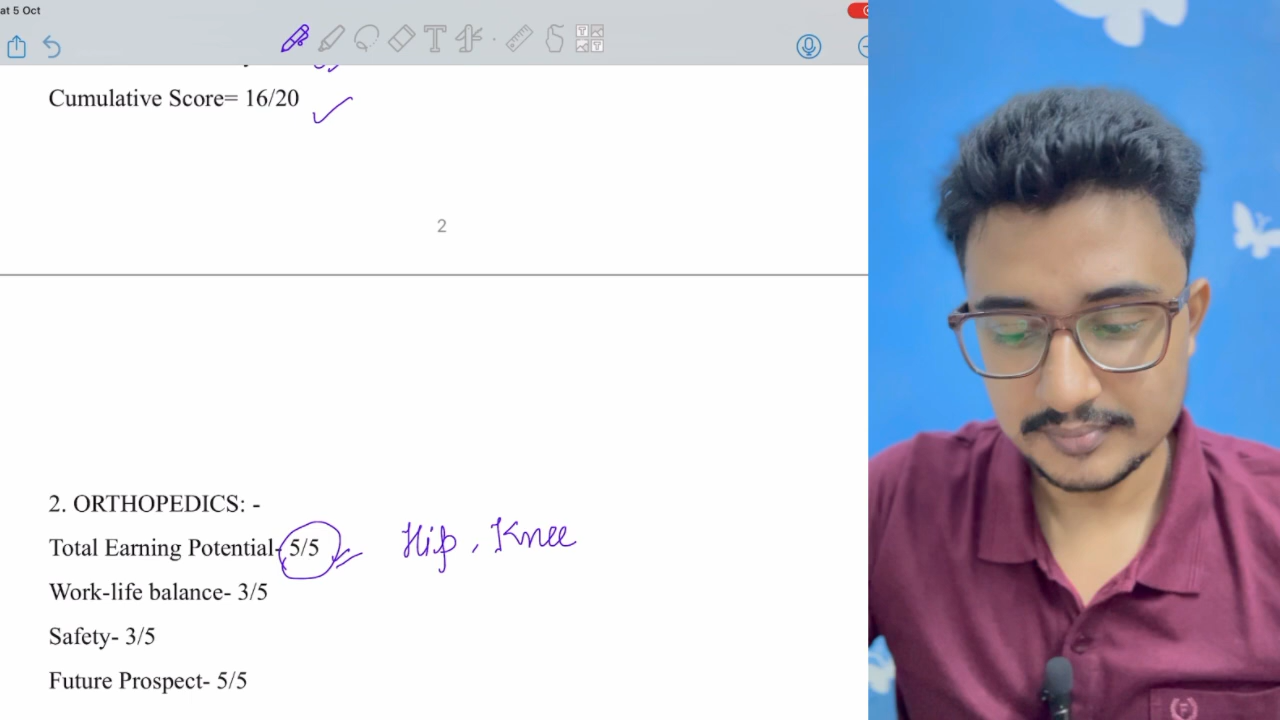 at 5 Oct
Cumulative Score= 16/20
2
2. ORTHOPEDICS: -
Total Earning Potential- 5/5 Hip, Knee
Work-life balance- 3/5
Safety- 3/5
Future Prospect- 5/5